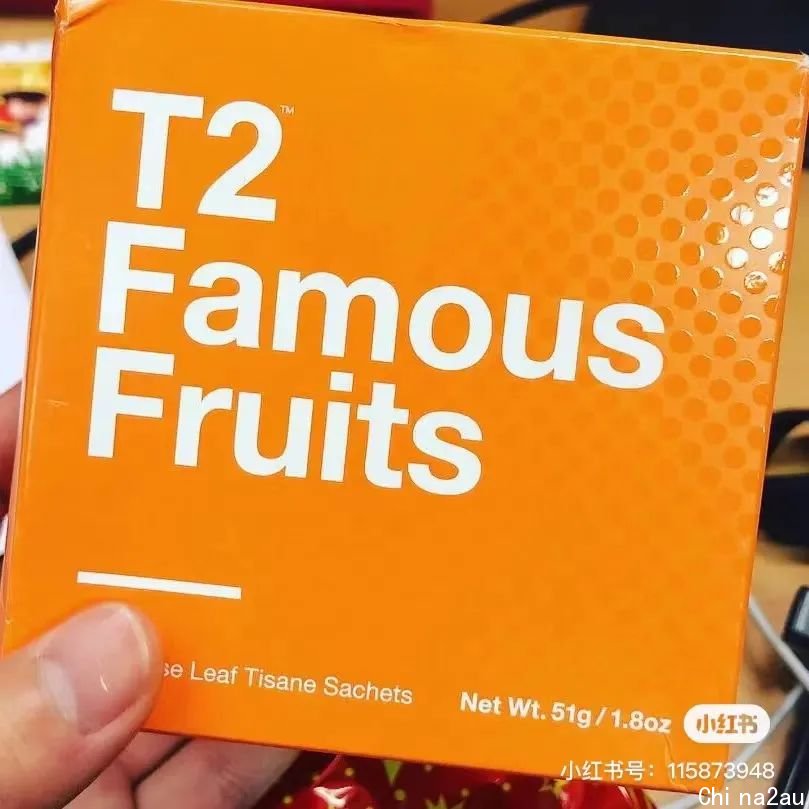 T2™
Famous
Fruits
se Leaf Tisane Sachets
Net Wt. 51g / 1.8oz
小红书
小红书号：115873948
China2au